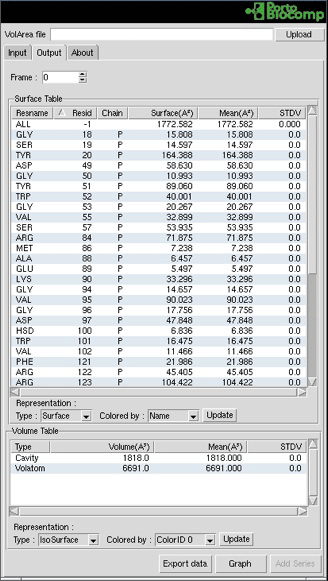 Porto
Biocomp
VolArea file Upload
Input Output About
Frame : 0
Surface Table
Resname Resid Chain Surface(A²) Mean(A²) STDV
ALL -1 1772.582 1772.582 0.000
GLY 18 P 15.808 15.808 0.0
SER 19 P 14.597 14.597 0.0
TYR 20 P 164.388 164.388 0.0
ASP 49 P 58.630 58.630 0.0
GLY 50 P 10.993 10.993 0.0
TYR 51 P 89.060 89.060 0.0
TRP 52 P 40.001 40.001 0.0
GLY 53 P 20.267 20.267 0.0
VAL 55 P 32.899 32.899 0.0
SER 57 P 53.935 53.935 0.0
ARG 84 P 71.875 71.875 0.0
MET 86 P 7.238 7.238 0.0
ALA 88 P 6.457 6.457 0.0
GLU 89 P 5.497 5.497 0.0
LYS 90 P 33.296 33.296 0.0
GLY 94 P 14.657 14.657 0.0
VAL 95 P 90.023 90.023 0.0
GLY 96 P 17.756 17.756 0.0
ASP 97 P 47.848 47.848 0.0
HSD 100 P 6.836 6.836 0.0
TRP 101 P 16.475 16.475 0.0
VAL 102 P 11.466 11.466 0.0
PHE 121 P 21.986 21.986 0.0
ARG 122 P 45.405 45.405 0.0
ARG 123 P 104.422 104.422 0.0
Representation :
Type : Surface Colored by : Name Update
Volume Table
Type Volume(A³) Mean(A³) STDV
Cavity 1818.0 1818.000
Volatom 6691.0 6691.000
Representation :
Type : IsoSurface Colored by : ColorID 0 Update
Export data Graph Add Series